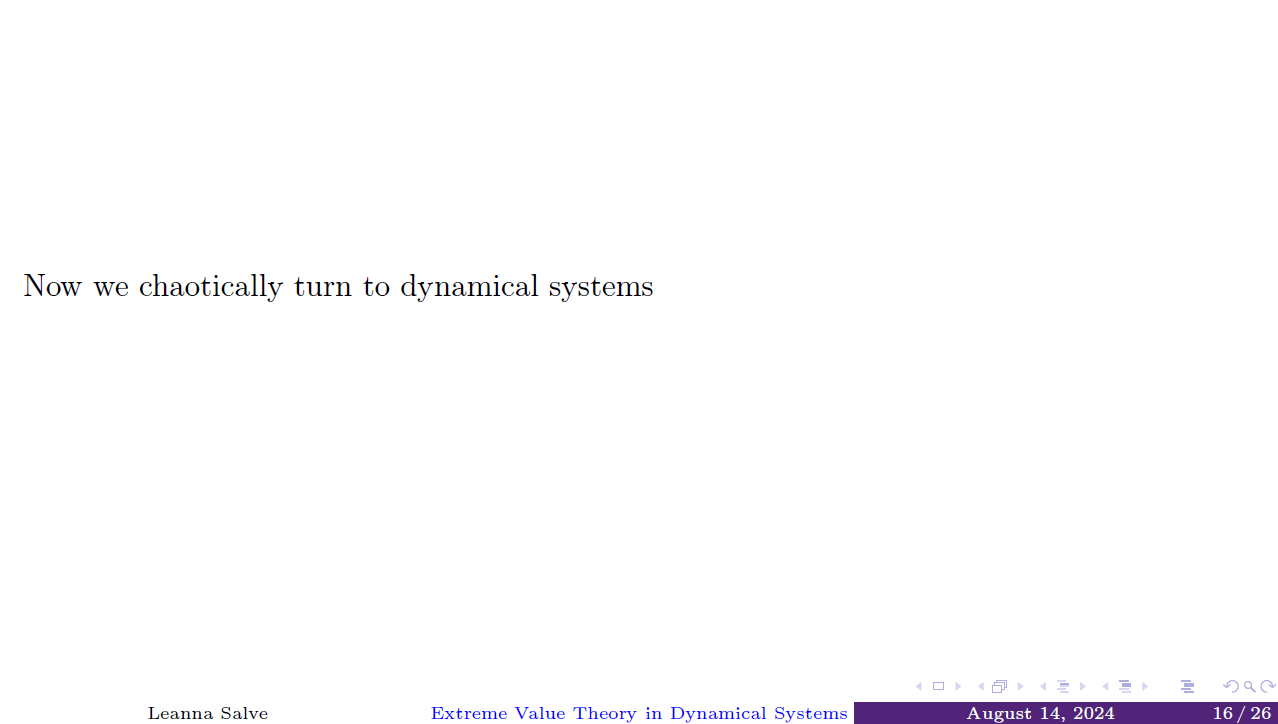 Now we chaotically turn to dynamical systems
Leanna Salve Extreme Value Theory in Dynamical Systems August 14, 2024 16 / 26